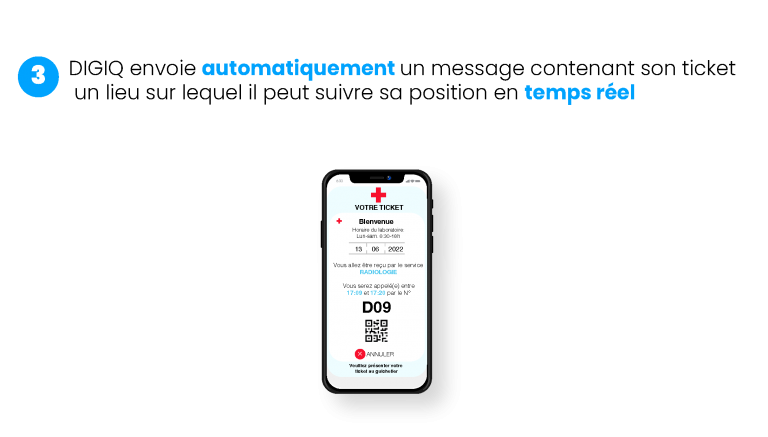 3
DIGIQ envoie automatiquement un message contenant son ticket
un lieu sur lequel il peut suivre sa position en temps réel
VOTRE TICKET
Bienvenue
Horaire du laboratoire
Lun-sam. 6:30-18h
13 06 2022
Vous allez être reçu par le service
RADIOLOGIE
Vous serez appelé(e) entre
17:09 et 17:29 par le N°
D09
ANNULER
Veuillez présenter votre
ticket au guichetier